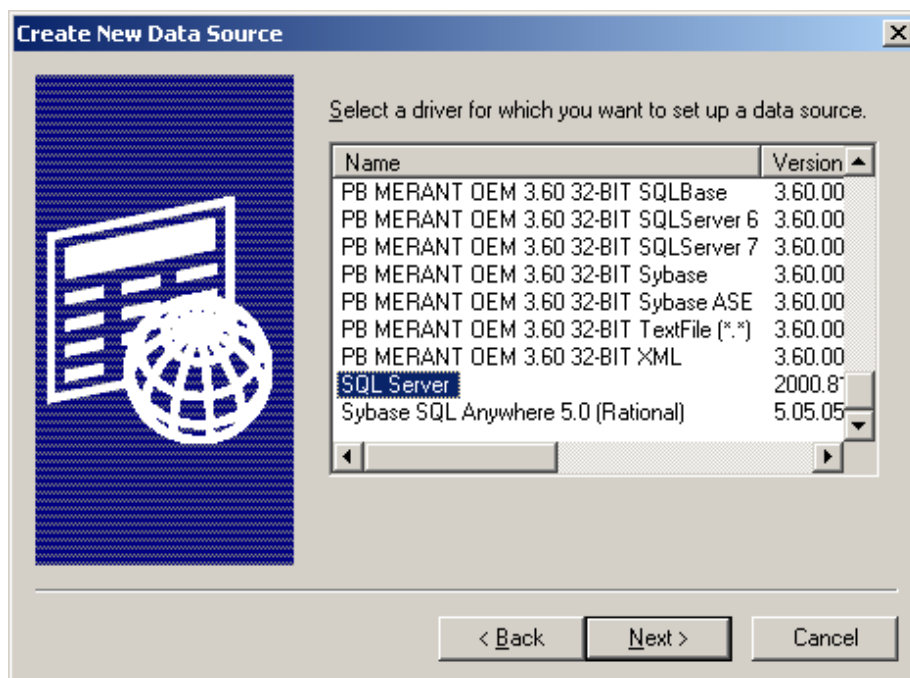 Create New Data Source
Select a driver for which you want to set up a data source.
Name Version
PB MERANT OEM 3.60 32-BIT SQLBase 3.60.00
PB MERANT OEM 3.60 32-BIT SQLServer 6 3.60.00
PB MERANT OEM 3.60 32-BIT SQLServer 7 3.60.00
PB MERANT OEM 3.60 32-BIT Sybase 3.60.00
PB MERANT OEM 3.60 32-BIT Sybase ASE 3.60.00
PB MERANT OEM 3.60 32-BIT TextFile (*.*) 3.60.00
PB MERANT OEM 3.60 32-BIT XML 3.60.00
SQL Server 2000.8
Sybase SQL Anywhere 5.0 (Rational) 5.05.05
< Back Next > Cancel